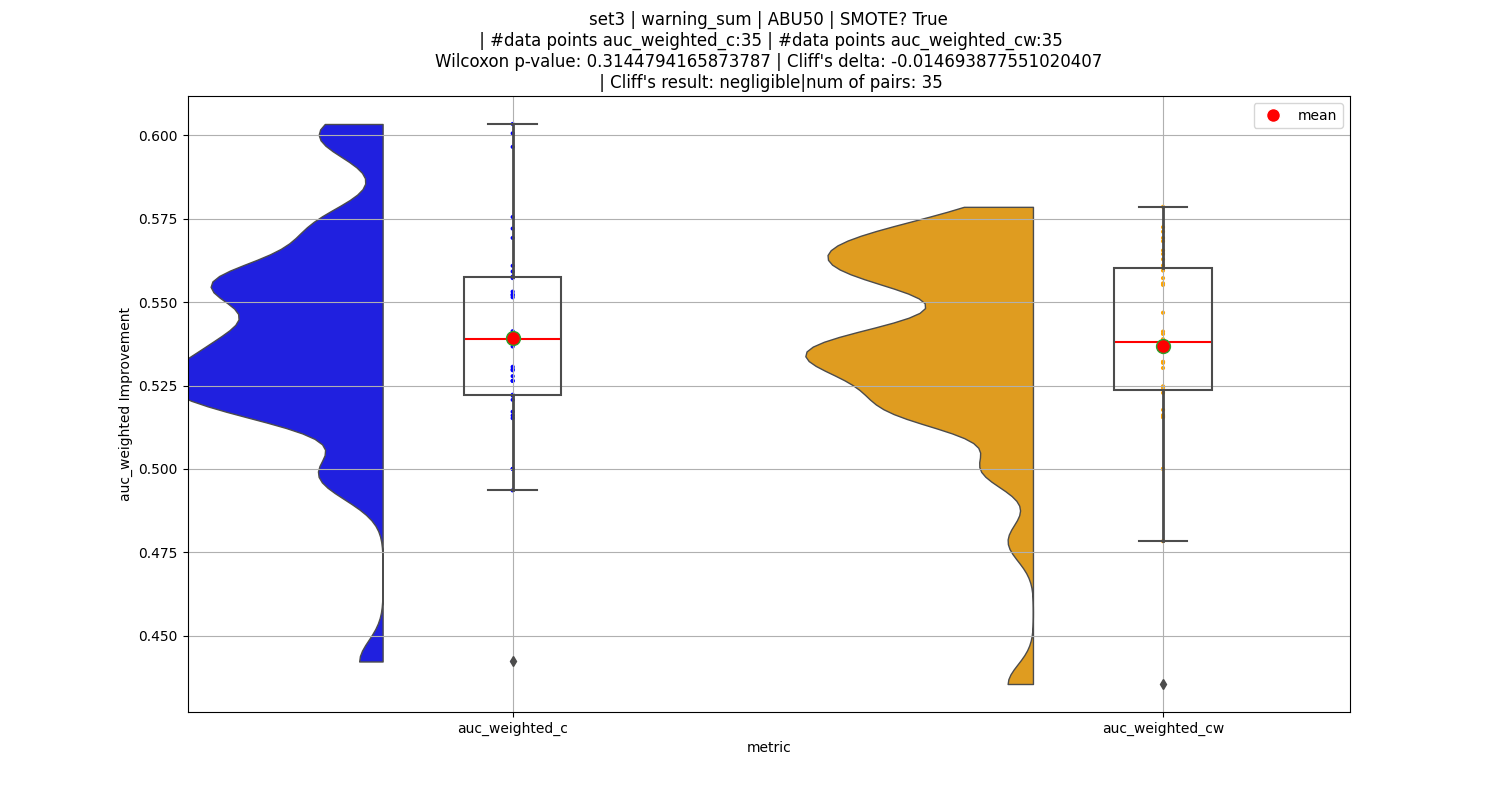 set3 | warning_sum | ABU50 | SMOTE? True
| #data points auc_weighted_c:35 | #data points auc_weighted_cw:35
Wilcoxon p-value: 0.3144794165873787 | Cliff's delta: -0.014693877551020407
| Cliff's result: negligible|num of pairs: 35
mean
0.600
0.575
0.550
0.525
0.500
0.475
0.450
auc_weighted Improvement
auc_weighted_c
auc_weighted_cw
metric